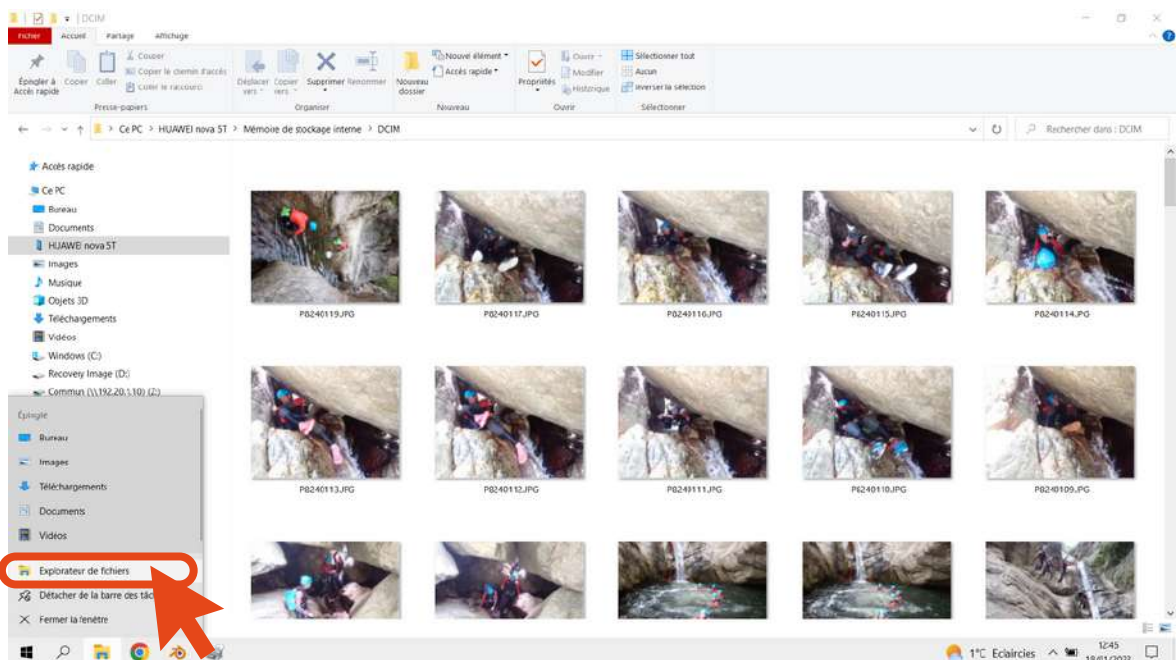 DCIM
Fichier Accueil Partage Affichage
Épingler à Accès rapide
Copier
Coller
Couper
Copier le chemin d'accès
Coller le raccourci
Presse-papiers
Déplacer vers
Copier vers
Supprimer
Renommer
Organiser
Nouveau dossier
Nouvel élément
Accès rapide
Nouveau
Propriétés
Ouvrir
Modifier
Historique
Ouvrir
Sélectionner tout
Aucun
Inverser la sélection
Sélectionner
> Ce PC > HUAWEI nova 5T > Mémoire de stockage interne > DCIM
Rechercher dans : DCIM
Accès rapide
Ce PC
Bureau
Documents
HUAWEI nova 5T
Images
Musique
Objets 3D
Téléchargements
Vidéos
Windows (C:)
Recovery Image (D:)
Commun (\\192.20.1.10) (Z:)
P8240119.JPG P8240117.JPG P8240116.JPG P8240115.JPG P8240114.JPG
P8240113.JPG P8240112.JPG P8240111.JPG P8240110.JPG P8240109.JPG
Épinglé
Bureau
Images
Téléchargements
Documents
Vidéos
Explorateur de fichiers
Détacher de la barre des tâc
Fermer la fenêtre
1°C Eclaircies
12:45